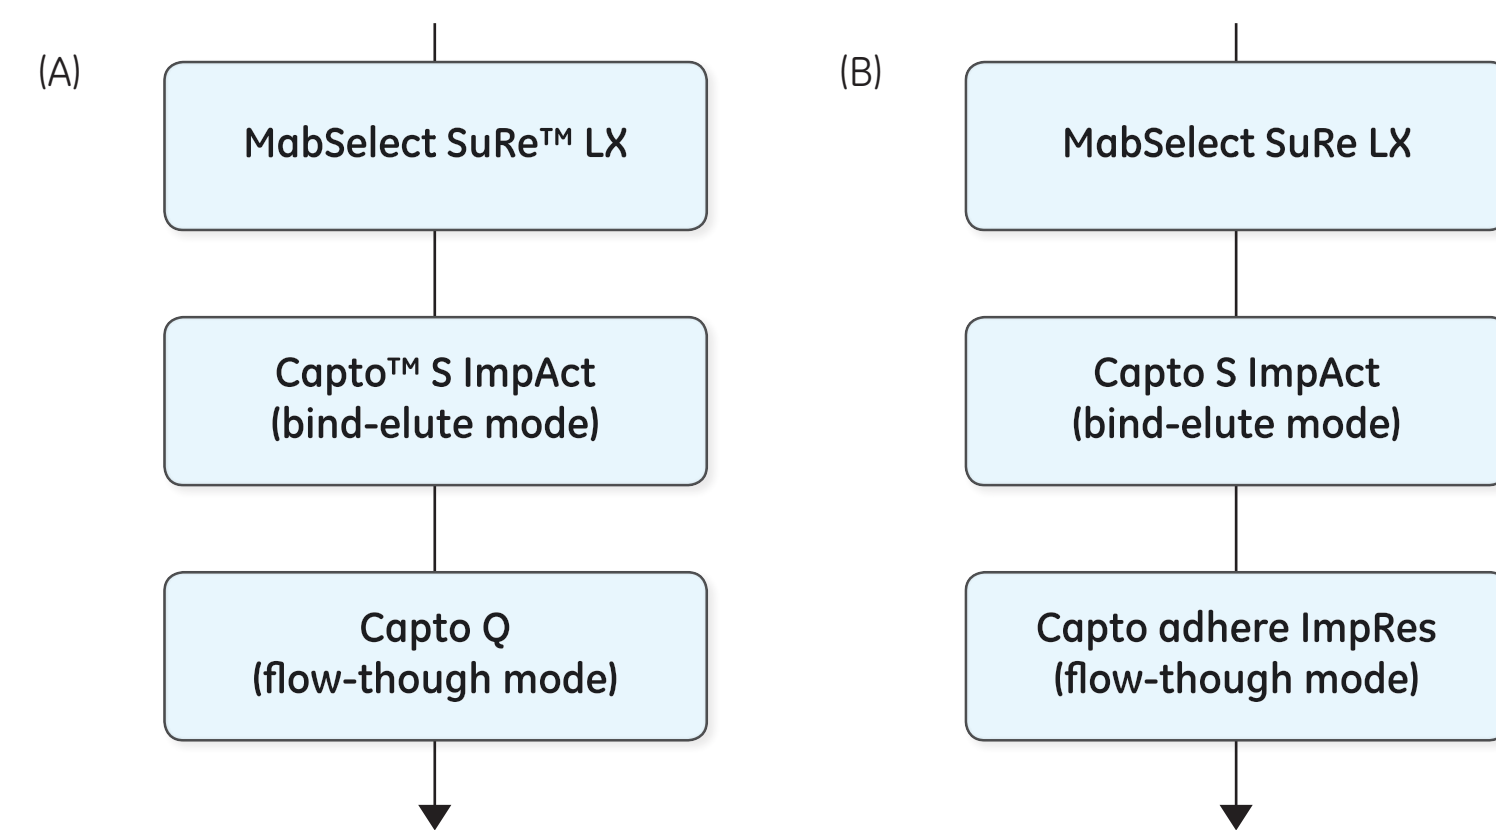 (A)
MabSelect SuRe™ LX
Capto™ S ImpAct
(bind-elute mode)
Capto Q
(flow-though mode)
(B)
MabSelect SuRe LX
Capto S ImpAct
(bind-elute mode)
Capto adhere ImpRes
(flow-though mode)